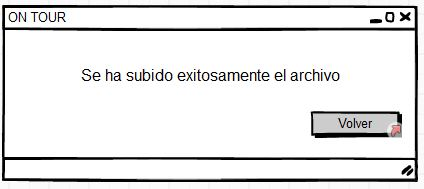 ON TOUR
Se ha subido exitosamente el archivo
Volver